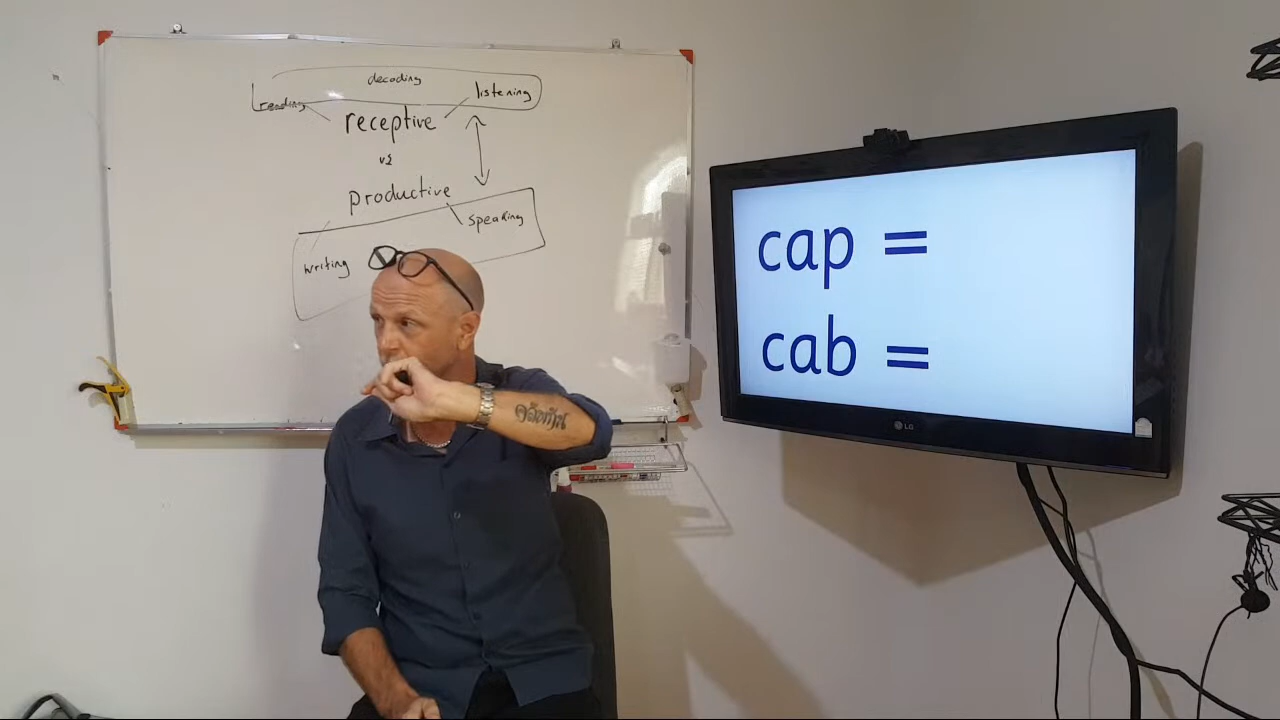 decoding
reading listening
receptive
vs
productive
speaking
writing
cap =
cab =
LG